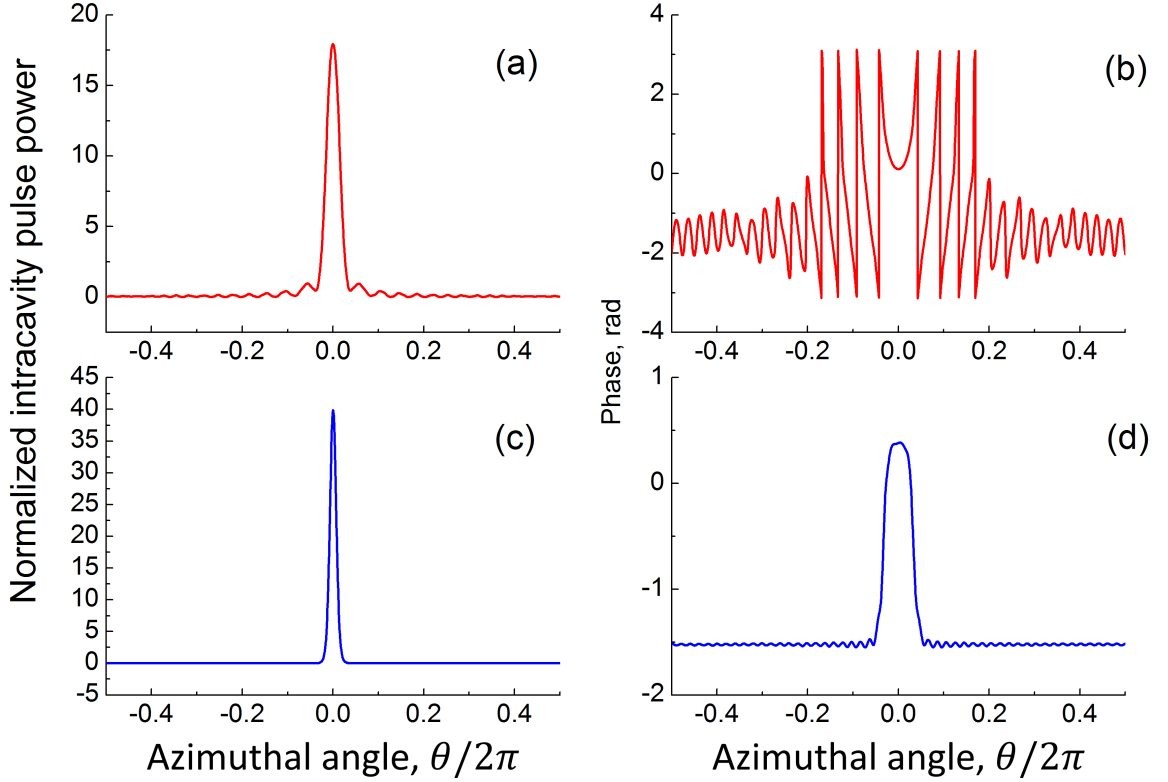 Normalized intracavity pulse power
20
15
10
5
0
(a)
-0.4 -0.2 0.0 0.2 0.4
Phase, rad
4
2
0
-2
-4
(b)
-0.4 -0.2 0.0 0.2 0.4
45
40
35
30
25
20
15
10
5
0
-5
(c)
-0.4 -0.2 0.0 0.2 0.4
Azimuthal angle, θ/2π
1
0
-1
-2
(d)
-0.4 -0.2 0.0 0.2 0.4
Azimuthal angle, θ/2π